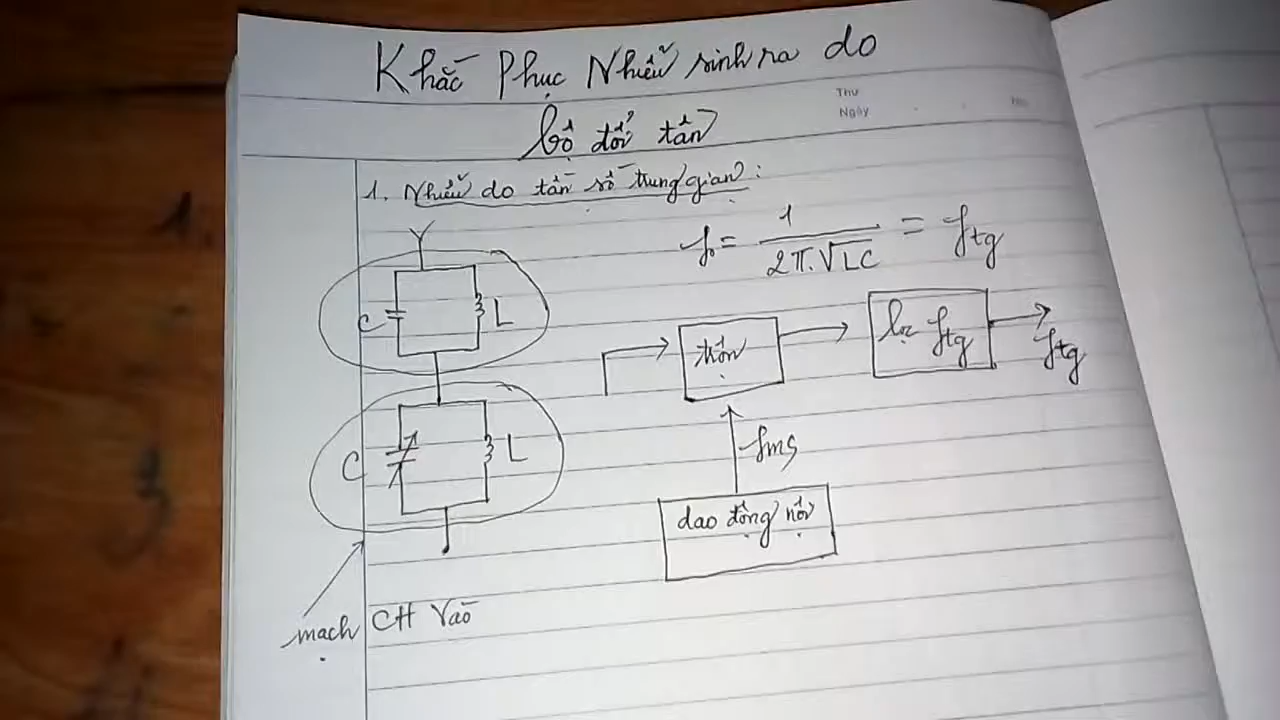 Khắc Phục Nhiễu sinh ra do
Thứ
Ngày
No
bộ đổi tần
1. Nhiễu do tần số trung gian:
f₀ = 1 / 2π.√LC = ftg
C L
trộn
lọc ftg
ftg
C L
fns
dao động nội
mạch CH Vào